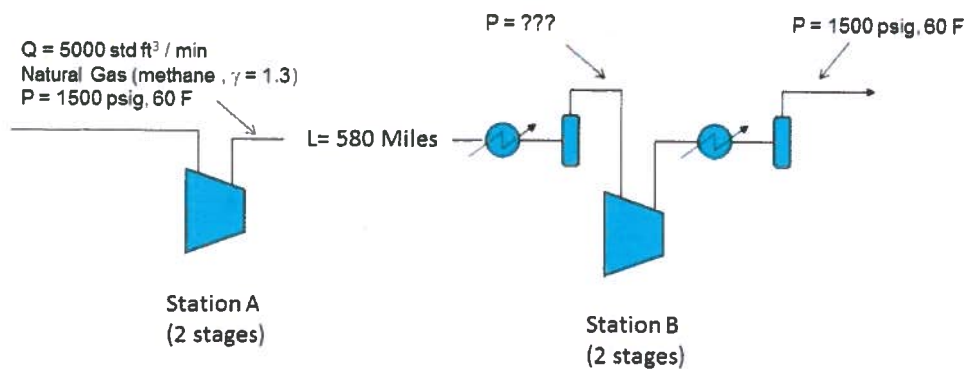 P = ???
P = 1500 psig, 60 F
Q = 5000 std ft³ / min
Natural Gas (methane , γ = 1.3)
P = 1500 psig, 60 F
L= 580 Miles
Station A
(2 stages)
Station B
(2 stages)